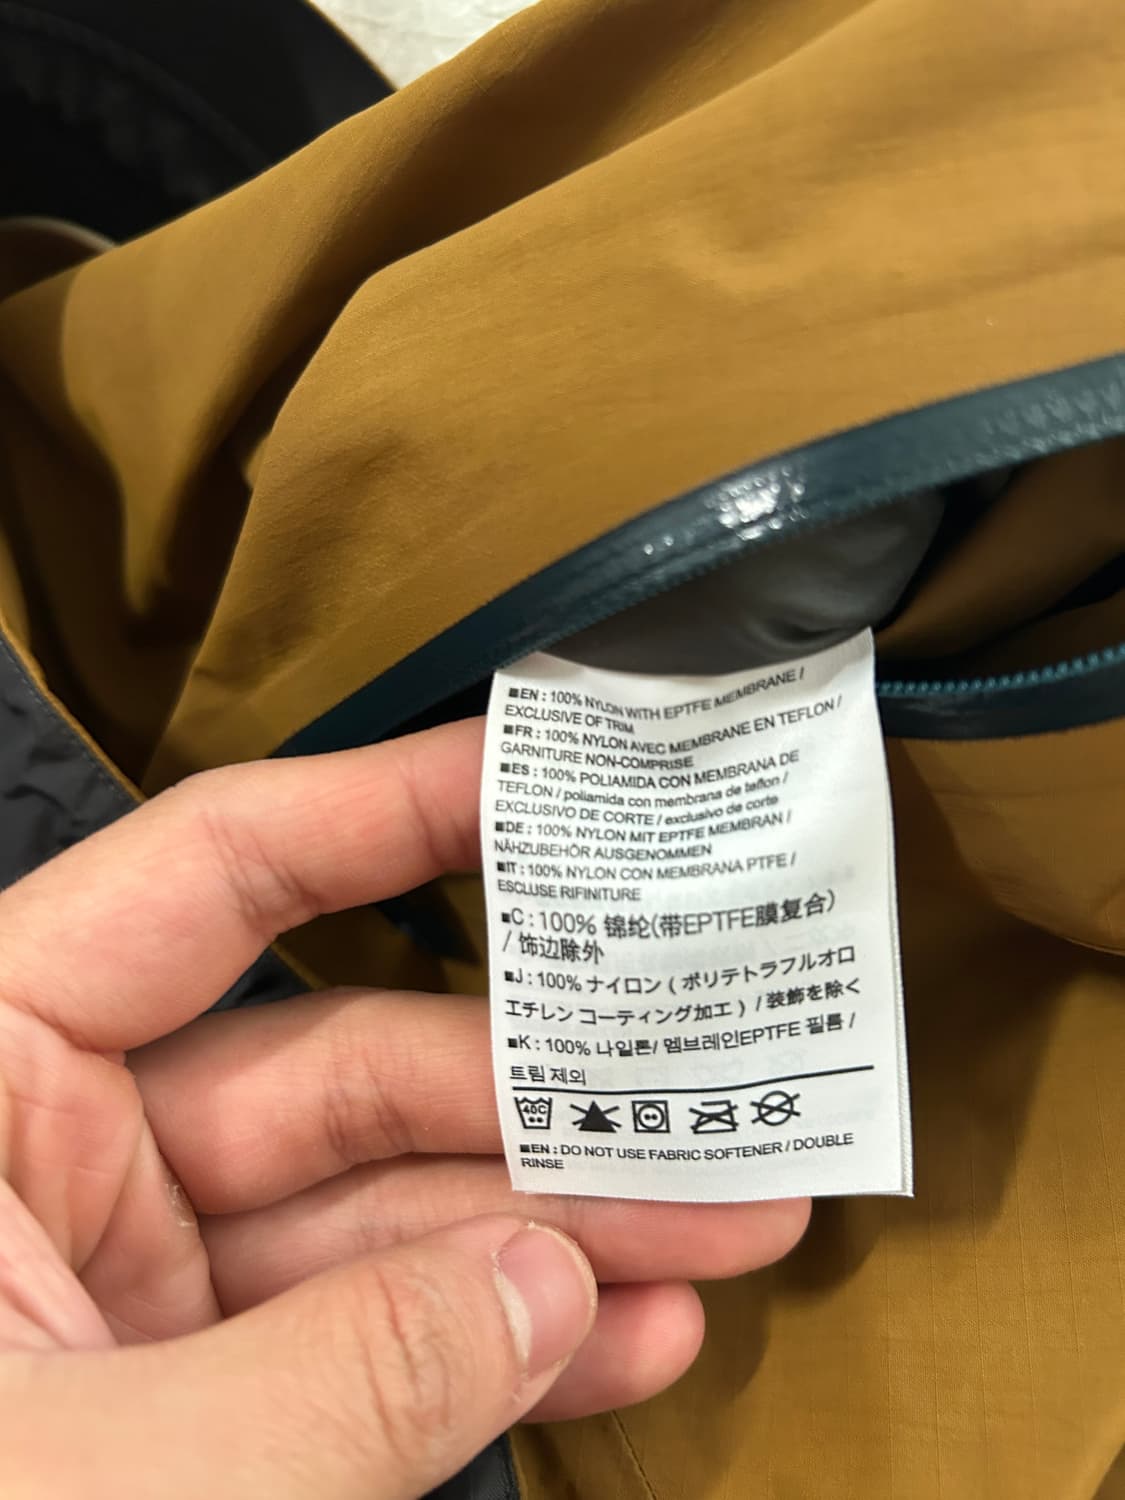 ■EN : 100% NYLON WITH EPTFE MEMBRANE /
EXCLUSIVE OF TRIM
■FR : 100% NYLON AVEC MEMBRANE EN TEFLON /
GARNITURE NON-COMPRISE
■ES : 100% POLIAMIDA CON MEMBRANA DE
TEFLON / poliamida con membrana de teflon /
EXCLUSIVO DE CORTE / exclusivo de corte
■DE : 100% NYLON MIT EPTFE MEMBRAN /
NÄHZUBEHÖR AUSGENOMMEN
■IT : 100% NYLON CON MEMBRANA PTFE /
ESCLUSE RIFINITURE
■C : 100% 锦纶(带EPTFE膜复合)
/ 饰边除外
■J : 100% ナイロン ( ポリテトラフルオロ
エチレン コーティング加工 ) / 装飾を除く
■K : 100% 나일론/ 멤브레인EPTFE 필름 /
트림 제외
40C
■EN : DO NOT USE FABRIC SOFTENER / DOUBLE
RINSE